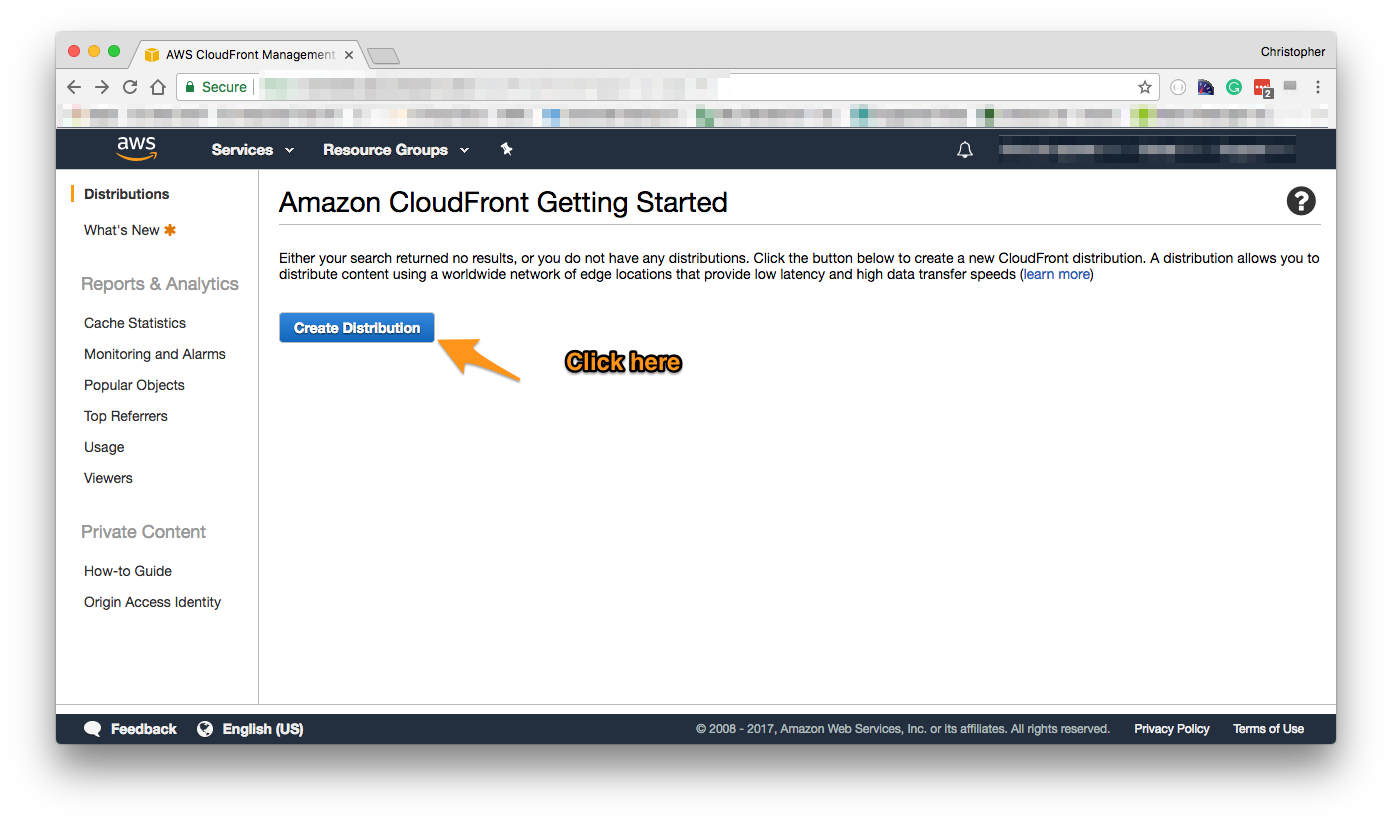 AWS CloudFront Management
Christopher
Secure
2
aws
Services
Resource Groups
Distributions
What's New
Reports & Analytics
Cache Statistics
Monitoring and Alarms
Popular Objects
Top Referrers
Usage
Viewers
Private Content
How-to Guide
Origin Access Identity
Amazon CloudFront Getting Started
?
Either your search returned no results, or you do not have any distributions. Click the button below to create a new CloudFront distribution. A distribution allows you to
distribute content using a worldwide network of edge locations that provide low latency and high data transfer speeds (learn more)
Create Distribution
Click here
Feedback
English (US)
© 2008 - 2017, Amazon Web Services, Inc. or its affiliates. All rights reserved.
Privacy Policy
Terms of Use